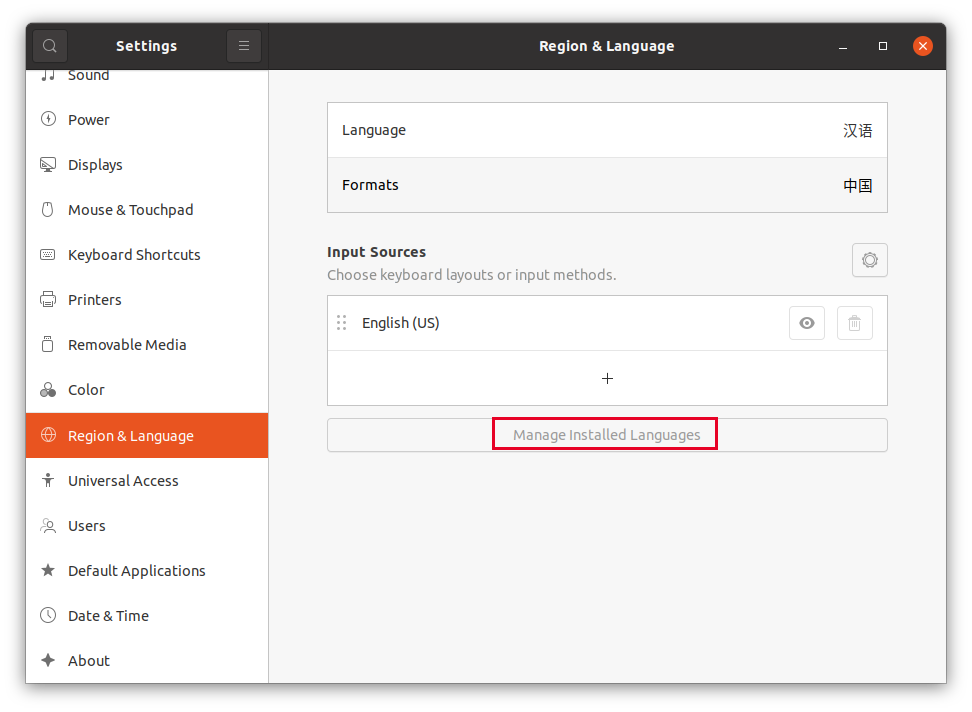 Settings
Region & Language
Sound
Power
Displays
Mouse & Touchpad
Keyboard Shortcuts
Printers
Removable Media
Color
Region & Language
Universal Access
Users
Default Applications
Date & Time
About
Language 汉语
Formats 中国
Input Sources
Choose keyboard layouts or input methods.
English (US)
Manage Installed Languages